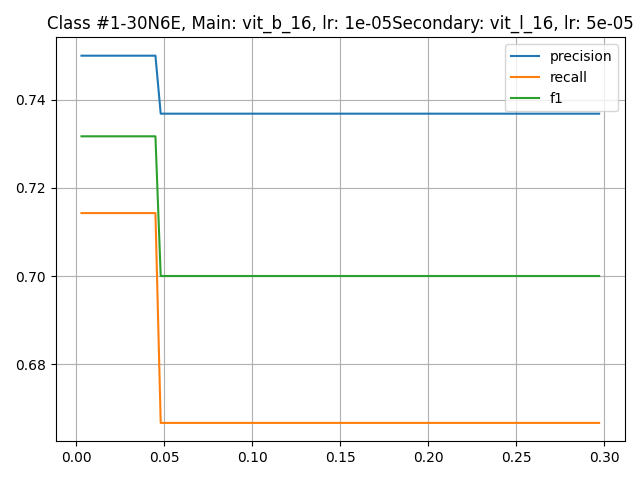 Class #1-30N6E, Main: vit_b_16, lr: 1e-05Secondary: vit_l_16, lr: 5e-05
precision
recall
f1
0.74
0.72
0.70
0.68
0.00 0.05 0.10 0.15 0.20 0.25 0.30